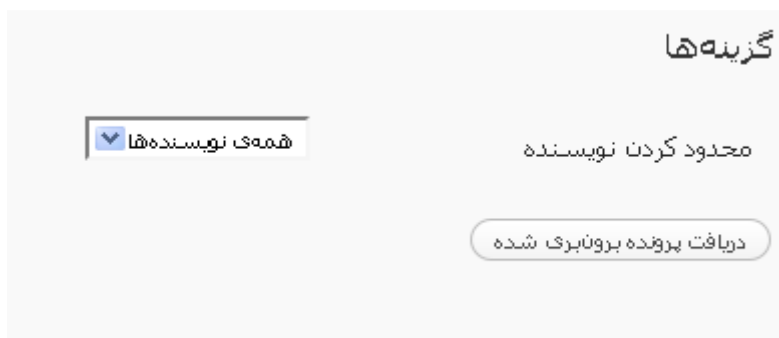 گزینه‌ها
محدود کردن نویسنده
همه‌ی نویسنده‌ها
دریافت پرونده برون‌بری شده